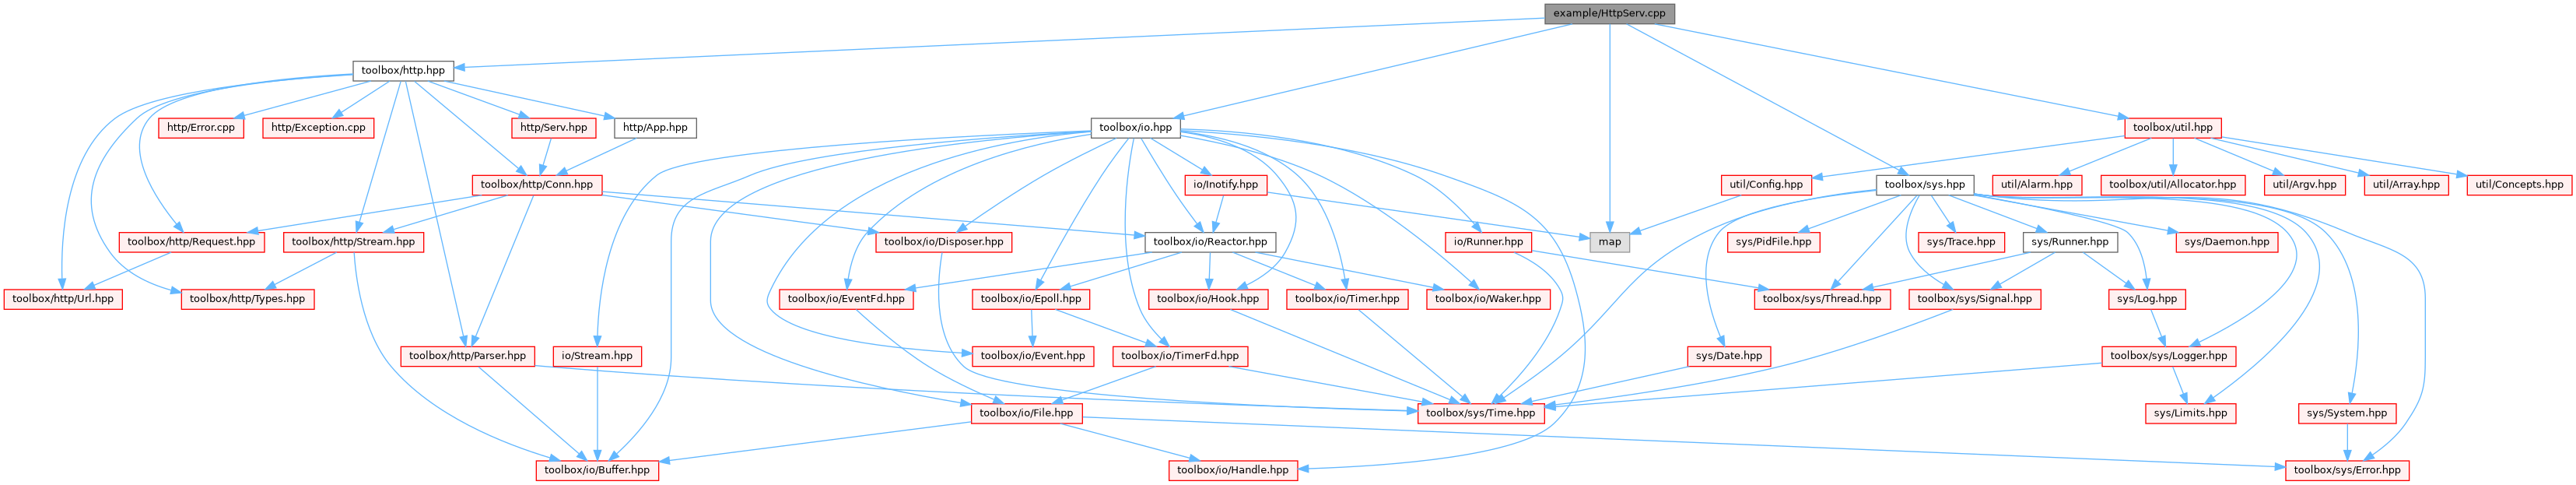 example/HttpServ.cpp
toolbox/http.hpp
http/Error.cpp
http/Exception.cpp
http/Serv.hpp
http/App.hpp
toolbox/io.hpp
toolbox/util.hpp
toolbox/http/Conn.hpp
io/Inotify.hpp
util/Config.hpp
toolbox/sys.hpp
util/Alarm.hpp
toolbox/util/Allocator.hpp
util/Argv.hpp
util/Array.hpp
util/Concepts.hpp
toolbox/http/Request.hpp
toolbox/http/Stream.hpp
toolbox/io/Disposer.hpp
toolbox/io/Reactor.hpp
io/Runner.hpp
map
sys/PidFile.hpp
sys/Trace.hpp
sys/Runner.hpp
sys/Daemon.hpp
toolbox/http/Url.hpp
toolbox/http/Types.hpp
toolbox/io/EventFd.hpp
toolbox/io/Epoll.hpp
toolbox/io/Hook.hpp
toolbox/io/Timer.hpp
toolbox/io/Waker.hpp
toolbox/sys/Thread.hpp
toolbox/sys/Signal.hpp
sys/Log.hpp
toolbox/http/Parser.hpp
io/Stream.hpp
toolbox/io/Event.hpp
toolbox/io/TimerFd.hpp
sys/Date.hpp
toolbox/sys/Logger.hpp
toolbox/io/File.hpp
toolbox/sys/Time.hpp
sys/Limits.hpp
sys/System.hpp
toolbox/io/Buffer.hpp
toolbox/io/Handle.hpp
toolbox/sys/Error.hpp